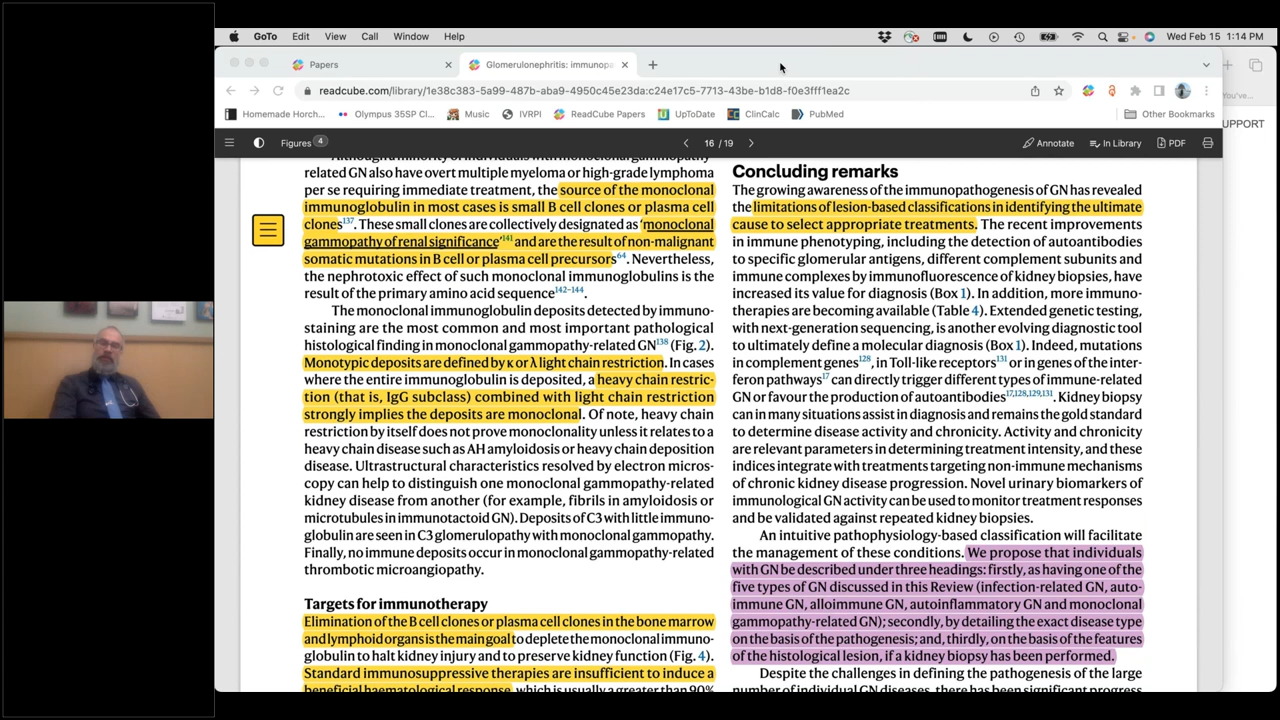 GoTo Edit View Call Window Help
Wed Feb 15 1:14 PM
Papers
Glomerulonephritis: immunopa
readcube.com/library/1e38c383-5a99-487b-aba9-4950c45e23da:c24e17c5-7713-43be-b1d8-f0e3fff1ea2c
You've...
Homemade Horch... Olympus 35SP Cl... Music IVRPI ReadCube Papers UpToDate ClinCalc PubMed Other Bookmarks
UPPORT
Figures 4
16 / 19
Annotate In Library PDF
Although a minority of individuals with monoclonal gammopathy-
related GN also have overt multiple myeloma or high-grade lymphoma
per se requiring immediate treatment, the source of the monoclonal
immunoglobulin in most cases is small B cell clones or plasma cell
clones137. These small clones are collectively designated as 'monoclonal
gammopathy of renal significance'141 and are the result of non-malignant
somatic mutations in B cell or plasma cell precursors64. Nevertheless,
the nephrotoxic effect of such monoclonal immunoglobulins is the
result of the primary amino acid sequence142–144.
The monoclonal immunoglobulin deposits detected by immuno-
staining are the most common and most important pathological
histological finding in monoclonal gammopathy-related GN138 (Fig. 2).
Monotypic deposits are defined by κ or λ light chain restriction. In cases
where the entire immunoglobulin is deposited, a heavy chain restric-
tion (that is, IgG subclass) combined with light chain restriction
strongly implies the deposits are monoclonal. Of note, heavy chain
restriction by itself does not prove monoclonality unless it relates to a
heavy chain disease such as AH amyloidosis or heavy chain deposition
disease. Ultrastructural characteristics resolved by electron micros-
copy can help to distinguish one monoclonal gammopathy-related
kidney disease from another (for example, fibrils in amyloidosis or
microtubules in immunotactoid GN). Deposits of C3 with little immuno-
globulin are seen in C3 glomerulopathy with monoclonal gammopathy.
Finally, no immune deposits occur in monoclonal gammopathy-related
thrombotic microangiopathy.
Targets for immunotherapy
Elimination of the B cell clones or plasma cell clones in the bone marrow
and lymphoid organs is the main goal to deplete the monoclonal immuno-
globulin to halt kidney injury and to preserve kidney function (Fig. 4).
Standard immunosuppressive therapies are insufficient to induce a
beneficial haematological response, which is usually a greater than 90%
Concluding remarks
The growing awareness of the immunopathogenesis of GN has revealed
the limitations of lesion-based classifications in identifying the ultimate
cause to select appropriate treatments. The recent improvements
in immune phenotyping, including the detection of autoantibodies
to specific glomerular antigens, different complement subunits and
immune complexes by immunofluorescence of kidney biopsies, have
increased its value for diagnosis (Box 1). In addition, more immuno-
therapies are becoming available (Table 4). Extended genetic testing,
with next-generation sequencing, is another evolving diagnostic tool
to ultimately define a molecular diagnosis (Box 1). Indeed, mutations
in complement genes128, in Toll-like receptors131 or in genes of the inter-
feron pathways17 can directly trigger different types of immune-related
GN or favour the production of autoantibodies17,128,129,131. Kidney biopsy
can in many situations assist in diagnosis and remains the gold standard
to determine disease activity and chronicity. Activity and chronicity
are relevant parameters in determining treatment intensity, and these
indices integrate with treatments targeting non-immune mechanisms
of chronic kidney disease progression. Novel urinary biomarkers of
immunological GN activity can be used to monitor treatment responses
and be validated against repeated kidney biopsies.
An intuitive pathophysiology-based classification will facilitate
the management of these conditions. We propose that individuals
with GN be described under three headings: firstly, as having one of the
five types of GN discussed in this Review (infection-related GN, auto-
immune GN, alloimmune GN, autoinflammatory GN and monoclonal
gammopathy-related GN); secondly, by detailing the exact disease type
on the basis of the pathogenesis; and, thirdly, on the basis of the features
of the histological lesion, if a kidney biopsy has been performed.
Despite the challenges in defining the pathogenesis of the large
number of individual GN diseases, there has been significant progress